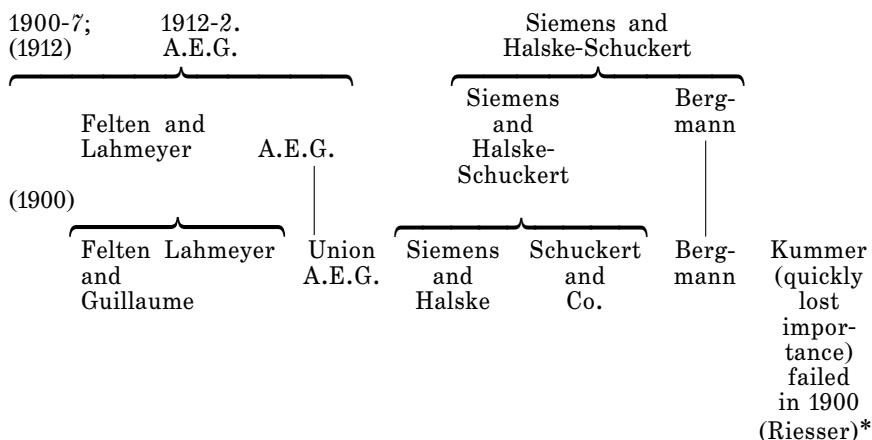 1900-7; 1912-2. Siemens and
(1912) A.E.G. Halske-Schuckert
Siemens Berg-
Felten and and mann
Lahmeyer A.E.G. Halske-
Schuckert
(1900)
Felten Lahmeyer Union Siemens Schuckert Berg- Kummer
and A.E.G. and and mann (quickly
Guillaume Halske Co. lost
impor-
tance)
failed
in 1900
(Riesser)*